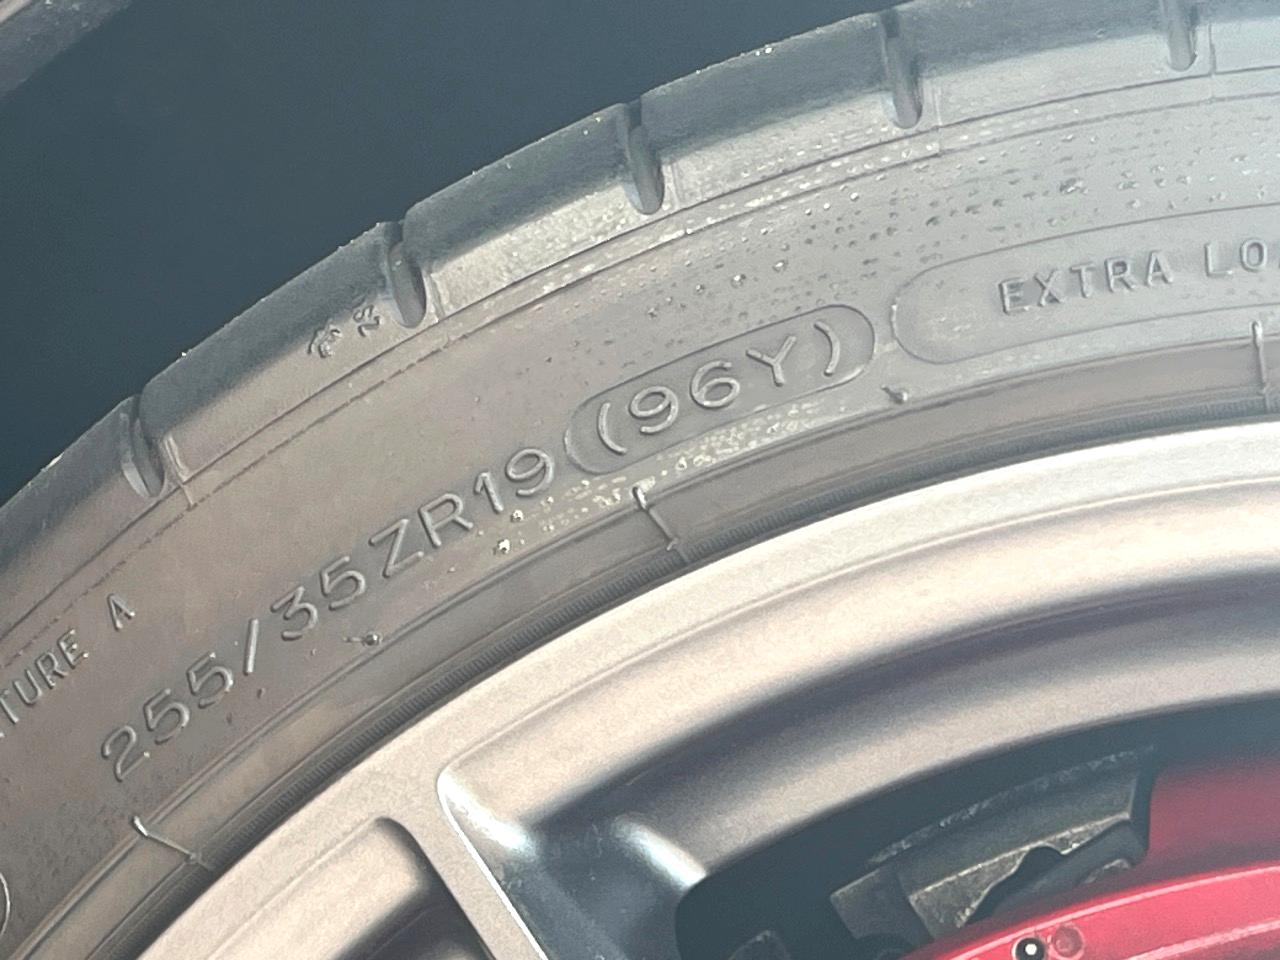 EXTRA LO
255/35ZR19 (96Y)
TURE A